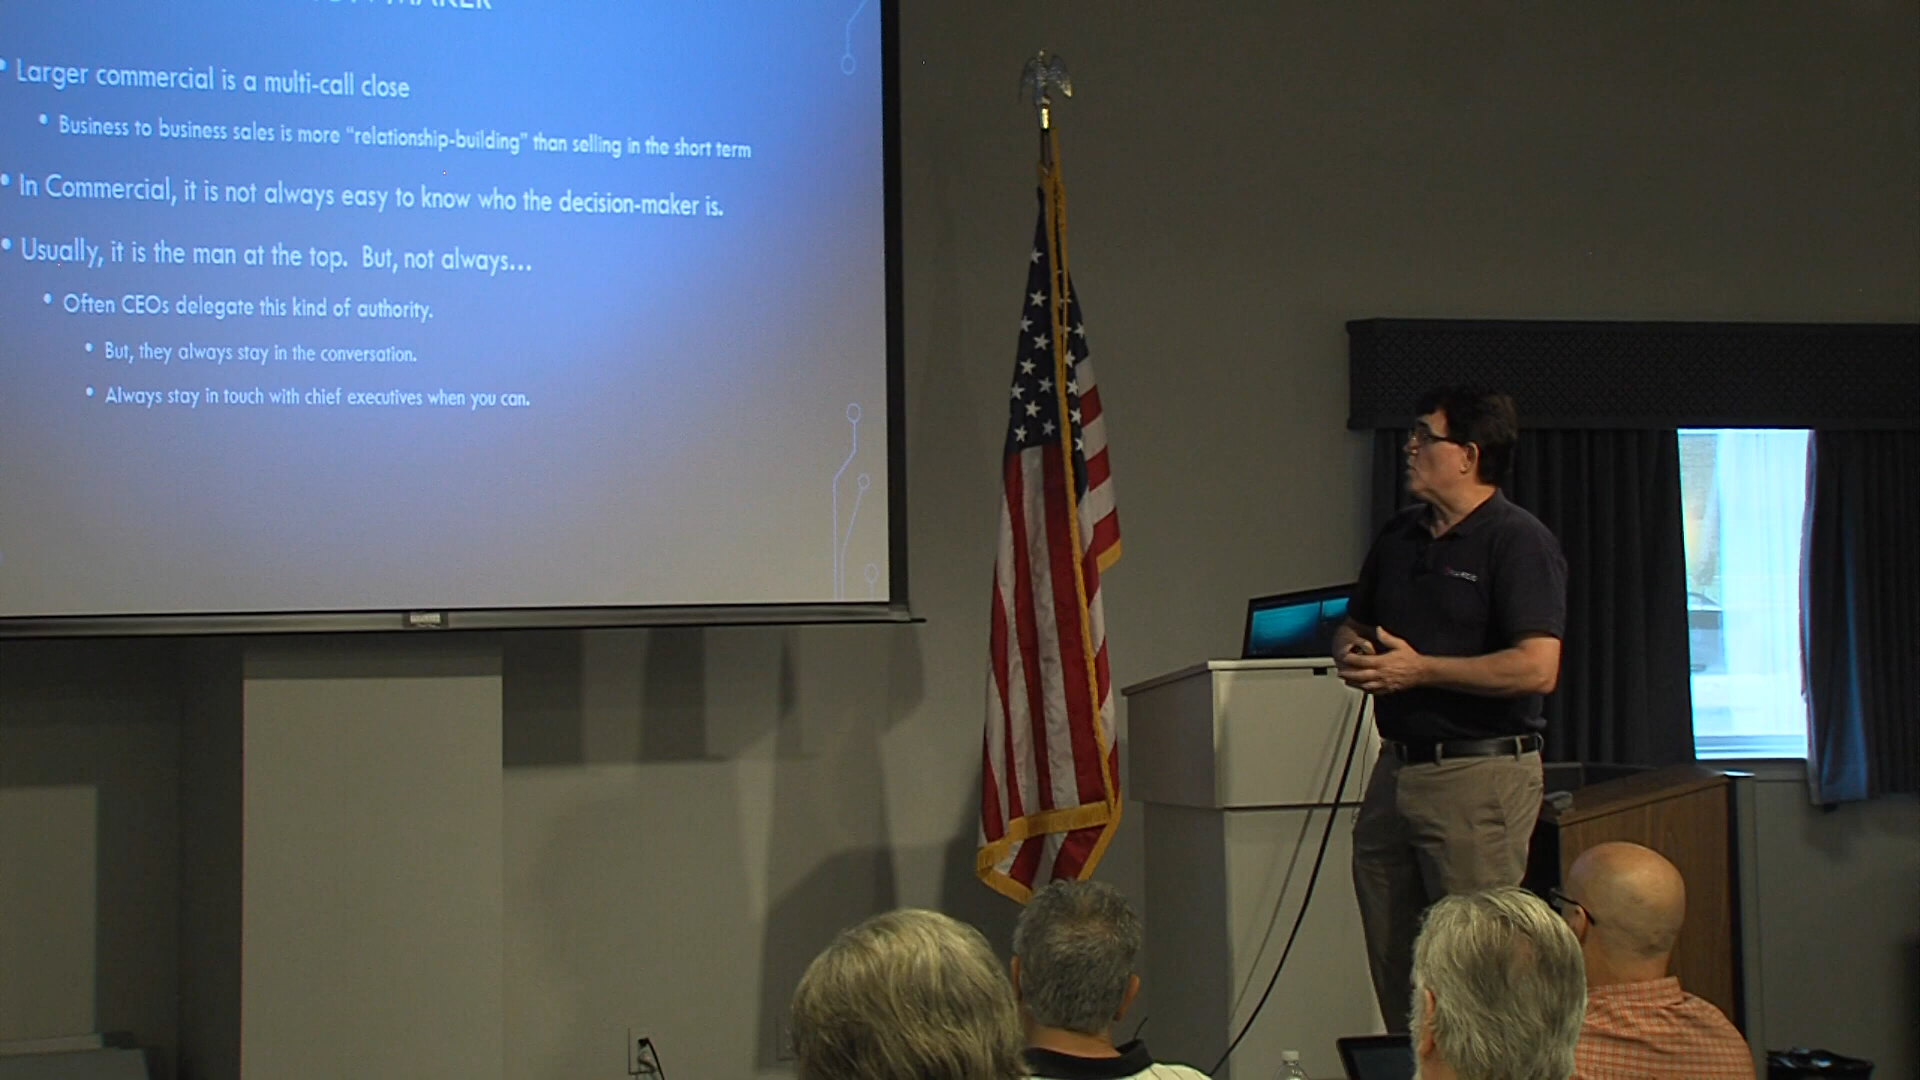 MAKER
Larger commercial is a multi-call close
Business to business sales is more “relationship-building” than selling in the short term
In Commercial, it is not always easy to know who the decision-maker is.
Usually, it is the man at the top. But, not always...
Often CEOs delegate this kind of authority.
But, they always stay in the conversation.
Always stay in touch with chief executives when you can.